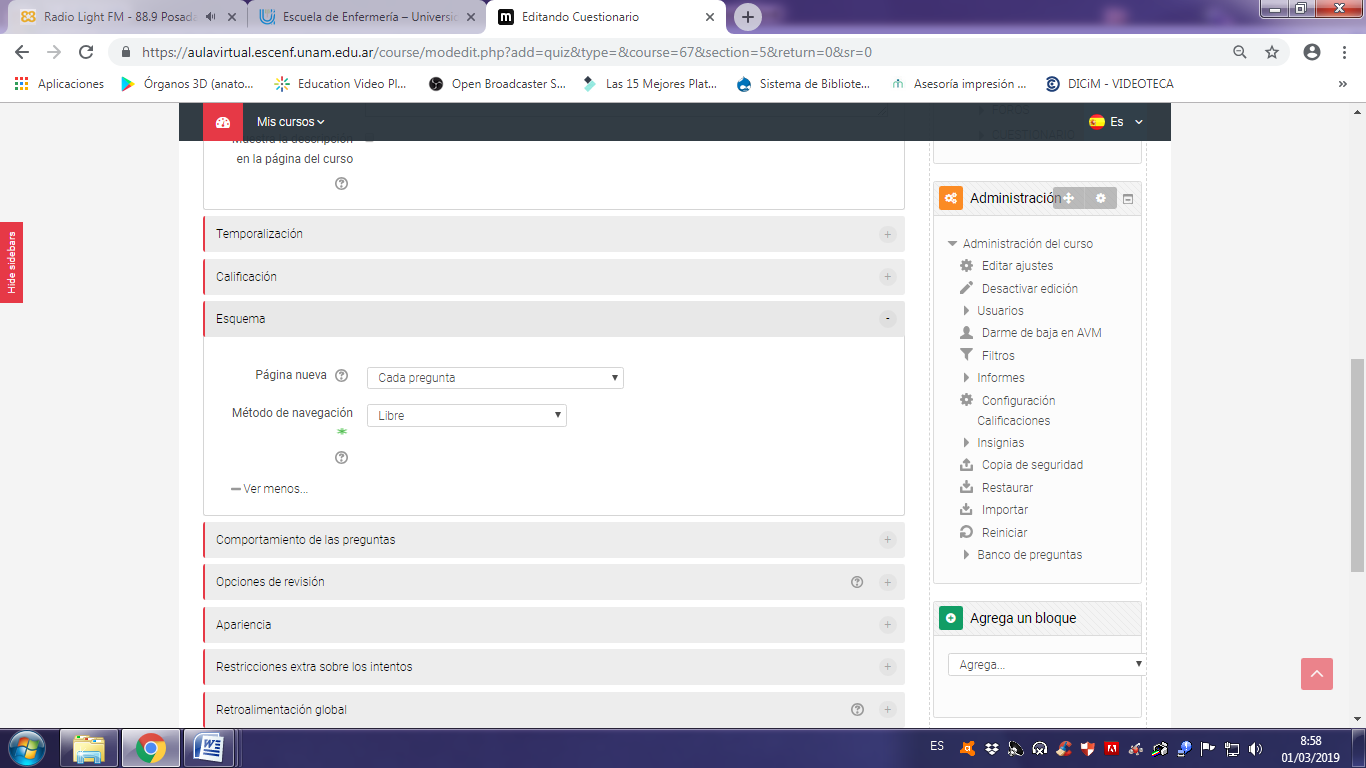 Radio Light FM - 88.9 Posada
Escuela de Enfermería – Universi
Editando Cuestionario
https://aulavirtual.escenf.unam.edu.ar/course/modedit.php?add=quiz&type=&course=67&section=5&return=0&sr=0
Aplicaciones
Órganos 3D (anato...
Education Video Pl...
Open Broadcaster S...
Las 15 Mejores Plat...
Sistema de Bibliote...
Asesoría impresión ...
DICiM - VIDEOTECA
»
Mis cursos
Es
Muestra la descripción
en la página del curso
Temporalización
Calificación
Esquema
Página nueva
Cada pregunta
Método de navegación
Libre
Ver menos...
Comportamiento de las preguntas
Opciones de revisión
Apariencia
Restricciones extra sobre los intentos
Retroalimentación global
Hide sidebars
Administración
Administración del curso
Editar ajustes
Desactivar edición
Usuarios
Darme de baja en AVM
Filtros
Informes
Configuración
Calificaciones
Insignias
Copia de seguridad
Restaurar
Importar
Reiniciar
Banco de preguntas
Agrega un bloque
Agrega...
ES
8:58
01/03/2019